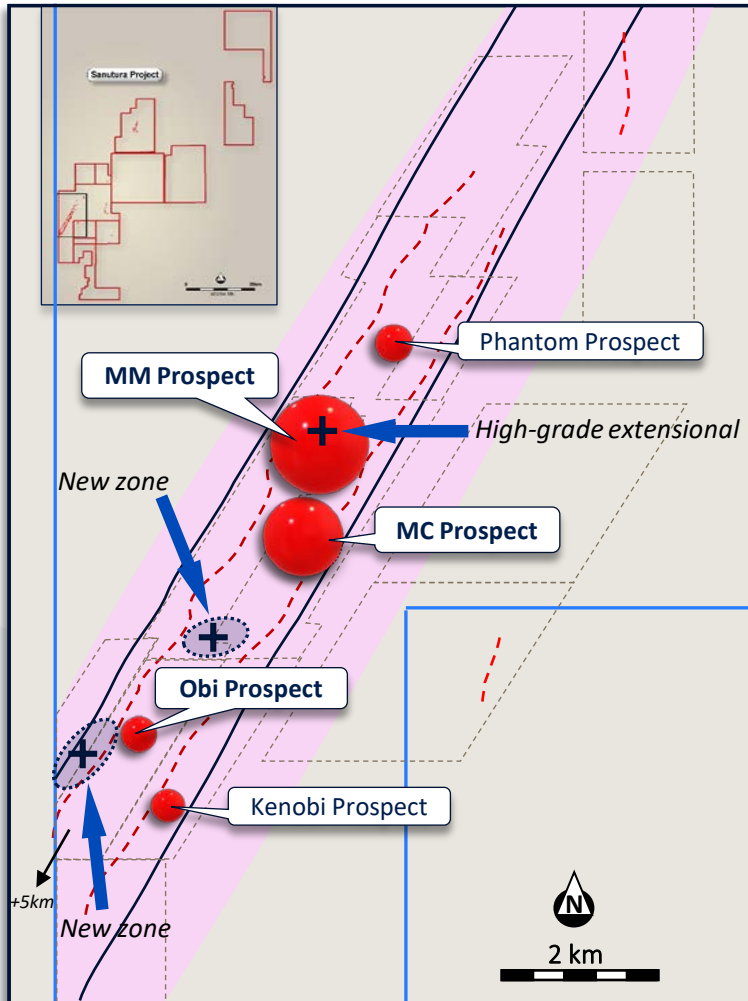 Sanutura Project
Phantom Prospect
MM Prospect
High-grade extensional
New zone
MC Prospect
Obi Prospect
Kenobi Prospect
+5km
New zone
N
2 km